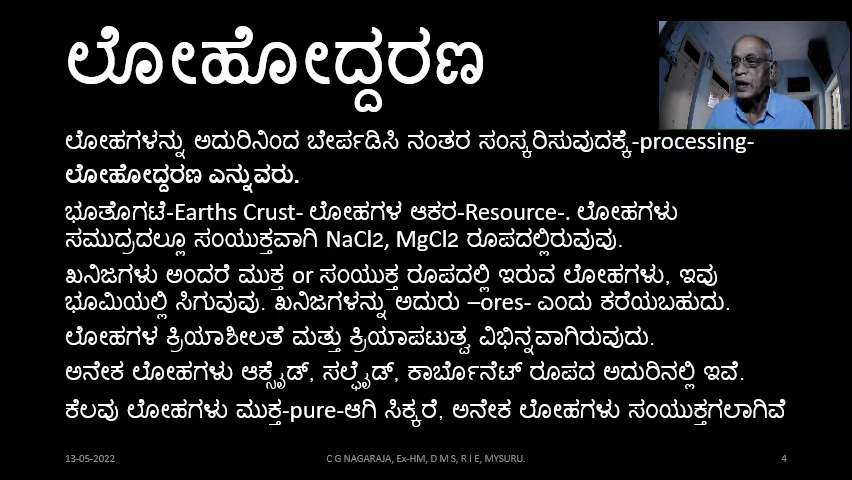 ಲೋಹೋದ್ದರಣ
ಲೋಹಗಳನ್ನು ಅದುರಿನಿಂದ ಬೇರ್ಪಡಿಸಿ ನಂತರ ಸಂಸ್ಕರಿಸುವುದಕ್ಕೆ-processing-
ಲೋಹೋದ್ದರಣ ಎನ್ನುವರು.
ಭೂತೊಗಟೆ-Earths Crust- ಲೋಹಗಳ ಆಕರ-Resource-. ಲೋಹಗಳು
ಸಮುದ್ರದಲ್ಲೂ ಸಂಯುಕ್ತವಾಗಿ NaCl2, MgCl2 ರೂಪದಲ್ಲಿರುವುವು.
ಖನಿಜಗಳು ಅಂದರೆ ಮುಕ್ತ or ಸಂಯುಕ್ತ ರೂಪದಲ್ಲಿ ಇರುವ ಲೋಹಗಳು, ಇವು
ಭೂಮಿಯಲ್ಲಿ ಸಿಗುವುವು. ಖನಿಜಗಳನ್ನು ಅದುರು –ores- ಎಂದು ಕರೆಯಬಹುದು.
ಲೋಹಗಳ ಕ್ರಿಯಾಶೀಲತೆ ಮತ್ತು ಕ್ರಿಯಾಪಟುತ್ವ ವಿಭಿನ್ನವಾಗಿರುವುದು.
ಅನೇಕ ಲೋಹಗಳು ಆಕ್ಸೈಡ್, ಸಲ್ಫೈಡ್, ಕಾರ್ಬೊನೆಟ್ ರೂಪದ ಅದುರಿನಲ್ಲಿ ಇವೆ.
ಕೆಲವು ಲೋಹಗಳು ಮುಕ್ತ-pure-ಆಗಿ ಸಿಕ್ಕರೆ, ಅನೇಕ ಲೋಹಗಳು ಸಂಯುಕ್ತಗಲಾಗಿವೆ
13-05-2022
C G NAGARAJA, Ex-HM, D M S, R I E, MYSURU.
4